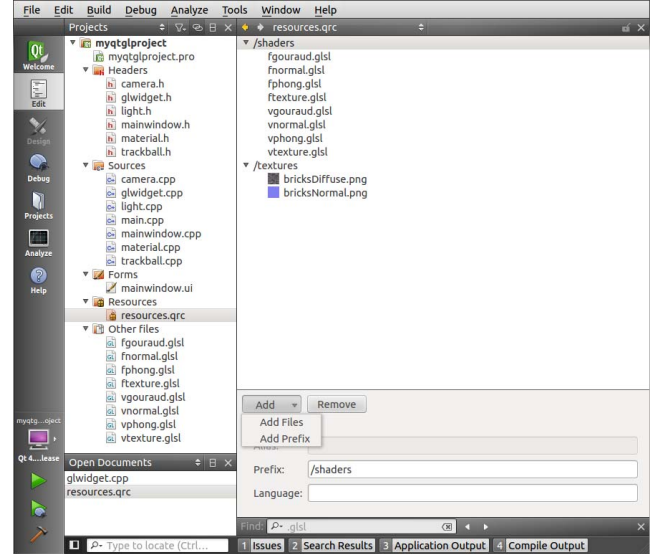 File Edit Build Debug Analyze Tools Window Help
Projects
resources.qrc
Welcome
Edit
Design
Debug
Projects
Analyze
Help
myqtg...oject
Qt 4....lease
myqtglproject
myqtglproject.pro
Headers
camera.h
glwidget.h
light.h
mainwindow.h
material.h
trackball.h
Sources
camera.cpp
glwidget.cpp
light.cpp
main.cpp
mainwindow.cpp
material.cpp
trackball.cpp
Forms
mainwindow.ui
Resources
resources.qrc
Other files
fgouraud.glsl
fnormal.glsl
fphong.glsl
ftexture.glsl
vgouraud.glsl
vnormal.glsl
vphong.glsl
vtexture.glsl
Open Documents
glwidget.cpp
resources.qrc
/shaders
fgouraud.glsl
fnormal.glsl
fphong.glsl
ftexture.glsl
vgouraud.glsl
vnormal.glsl
vphong.glsl
vtexture.glsl
/textures
bricksDiffuse.png
bricksNormal.png
Add Remove
Add Files
Add Prefix
Prefix: /shaders
Language:
Find: .glsl
Type to locate (Ctrl...
1 Issues 2 Search Results 3 Application Output 4 Compile Output